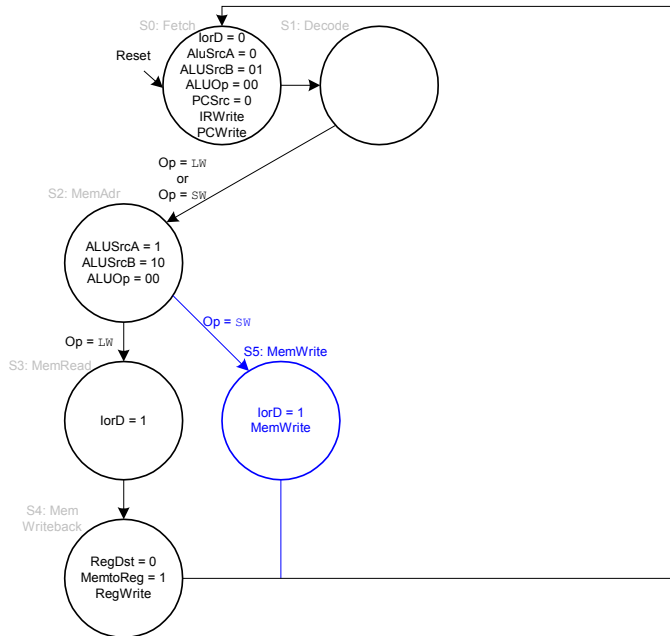 S0: Fetch
S1: Decode
Reset
IorD = 0
AluSrcA = 0
ALUSrcB = 01
ALUOp = 00
PCSrc = 0
IRWrite
PCWrite
Op = LW
or
Op = SW
S2: MemAdr
ALUSrcA = 1
ALUSrcB = 10
ALUOp = 00
Op = SW
Op = LW
S5: MemWrite
S3: MemRead
IorD = 1
IorD = 1
MemWrite
S4: Mem
Writeback
RegDst = 0
MemtoReg = 1
RegWrite